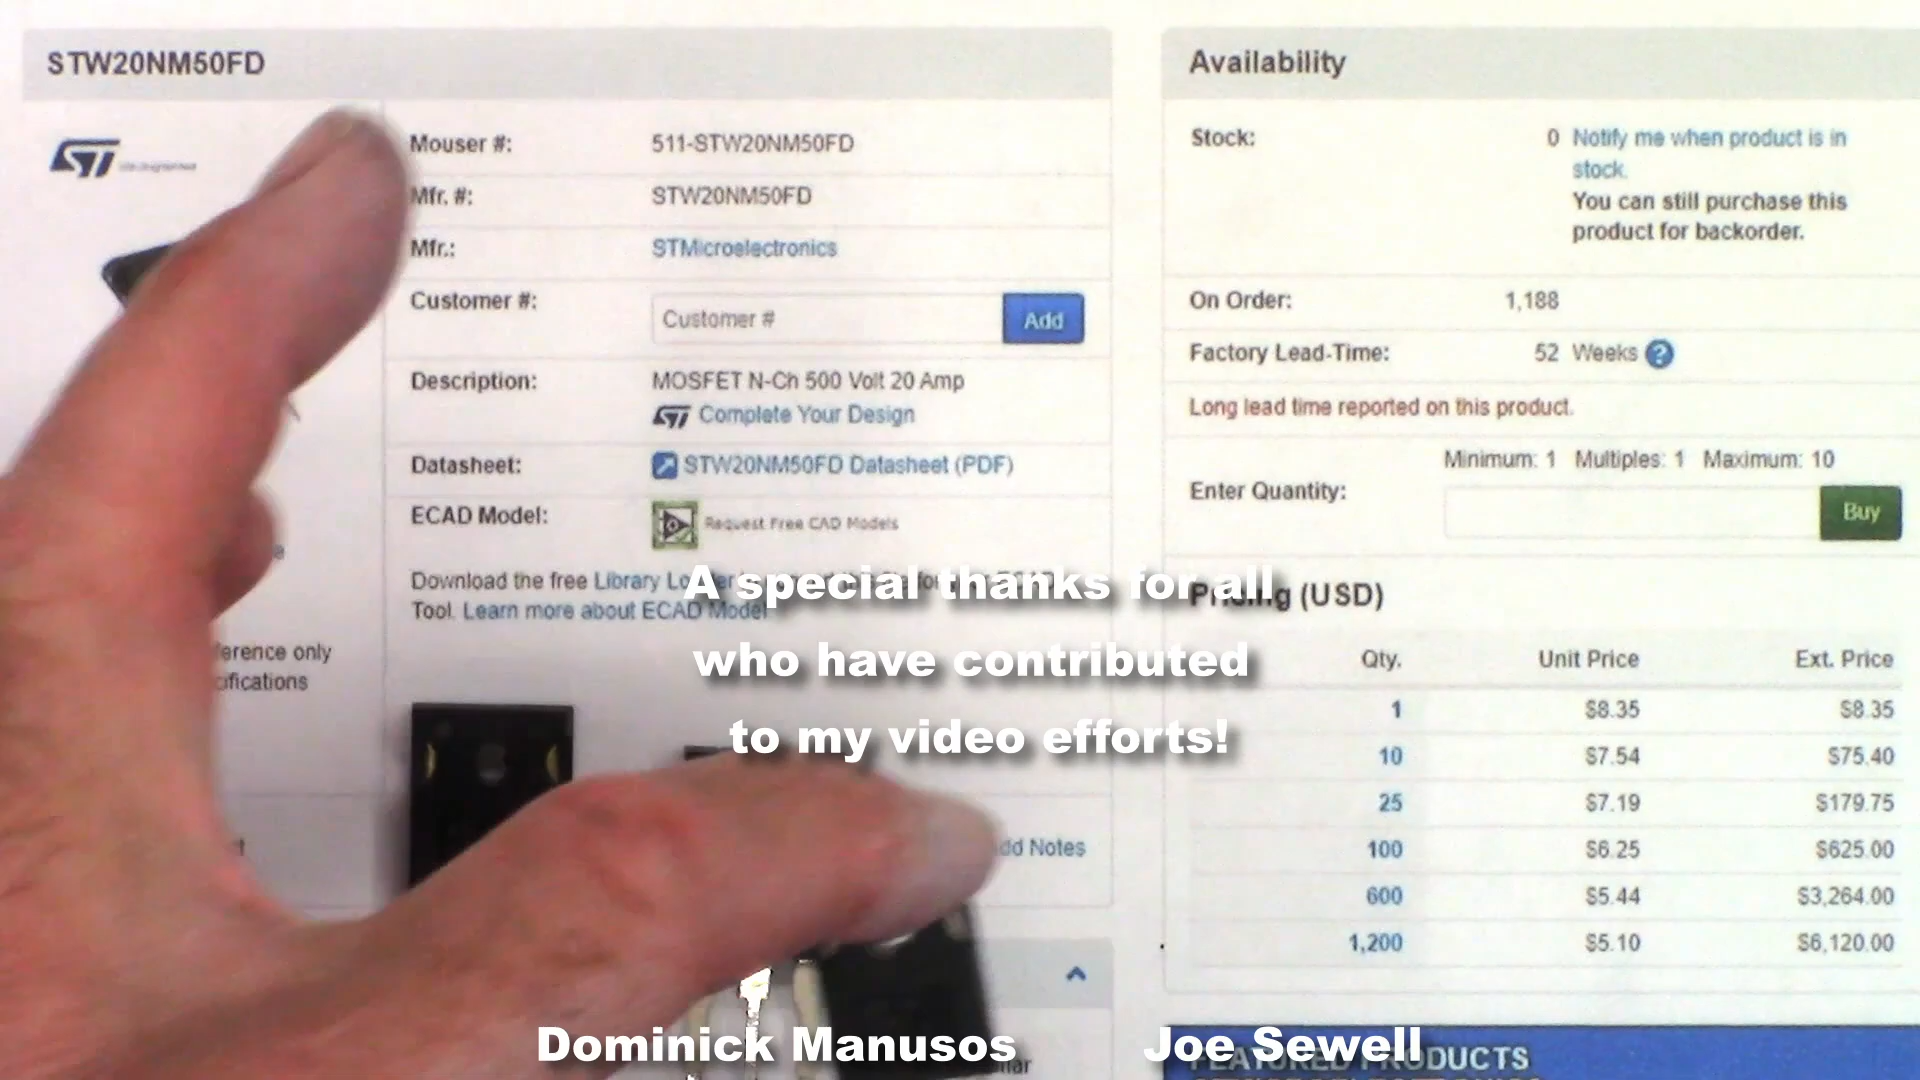 STW20NM50FD
Mouser #: 511-STW20NM50FD
Mfr. #: STW20NM50FD
Mfr.: STMicroelectronics
Customer #: Customer # Add
Description: MOSFET N-Ch 500 Volt 20 Amp
Complete Your Design
Datasheet: STW20NM50FD Datasheet (PDF)
ECAD Model: Request Free CAD Models
Download the free Library
Tool. Learn more about ECAD Model
erence only
cifications
dd Notes
Availability
Stock: 0 Notify me when product is in
stock.
You can still purchase this
product for backorder.
On Order: 1,188
Factory Lead-Time: 52 Weeks ?
Long lead time reported on this product.
Minimum: 1 Multiples: 1 Maximum: 10
Enter Quantity: Buy
Pricing (USD)
Qty. Unit Price Ext. Price
1 $8.35 $8.35
10 $7.54 $75.40
25 $7.19 $179.75
100 $6.25 $625.00
600 $5.44 $3,264.00
1,200 $5.10 $6,120.00
FEATURED PRODUCTS
A special thanks for all
who have contributed
to my video efforts!
Dominick Manusos Joe Sewell